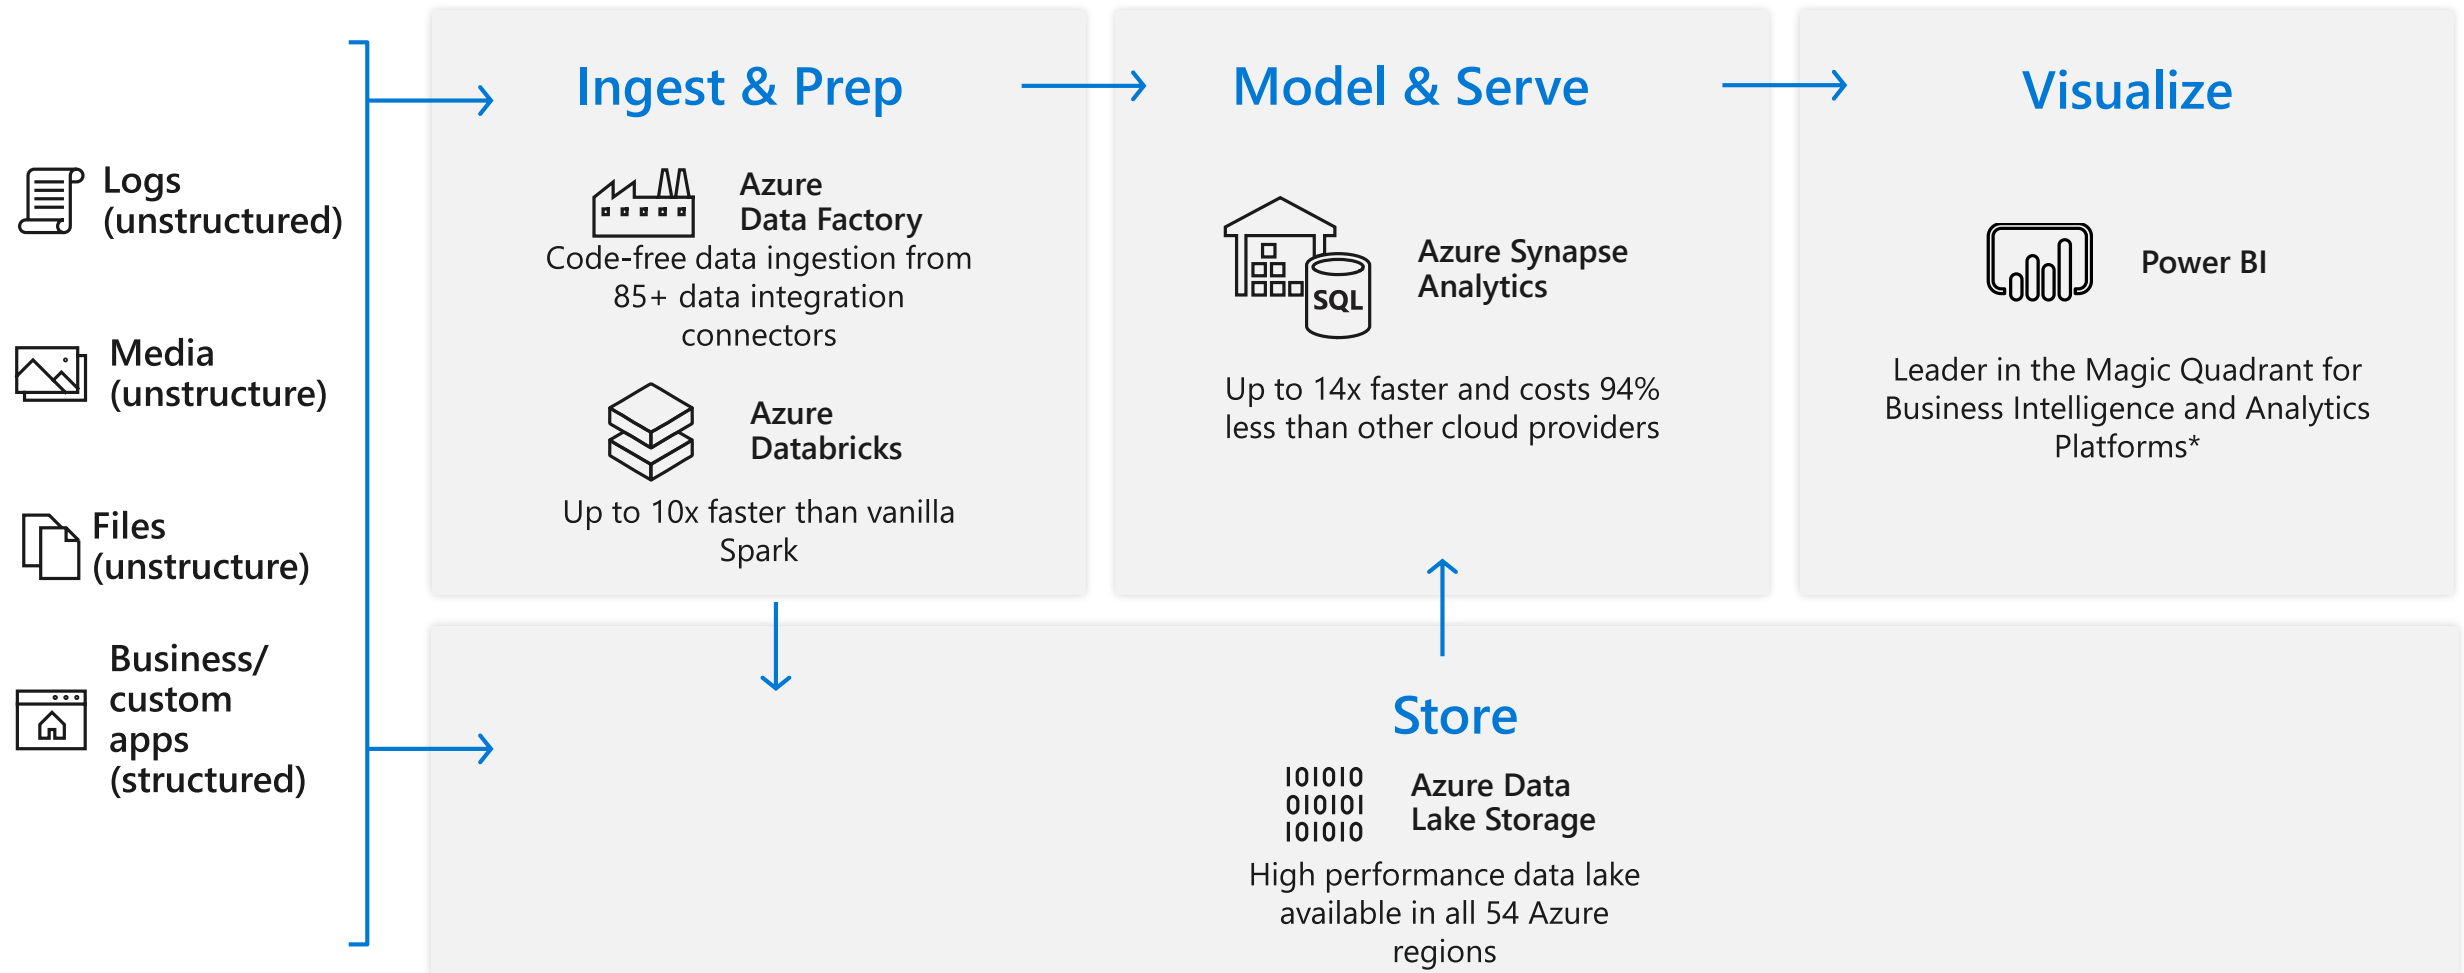 Logs
(unstructured)
Media
(unstructure)
Files
(unstructure)
Business/
custom
apps
(structured)
Ingest & Prep
Azure
Data Factory
Code-free data ingestion from
85+ data integration
connectors
Azure
Databricks
Up to 10x faster than vanilla
Spark
Model & Serve
SQL
Azure Synapse
Analytics
Up to 14x faster and costs 94%
less than other cloud providers
Visualize
Power BI
Leader in the Magic Quadrant for
Business Intelligence and Analytics
Platforms*
Store
101010
010101
101010
Azure Data
Lake Storage
High performance data lake
available in all 54 Azure
regions